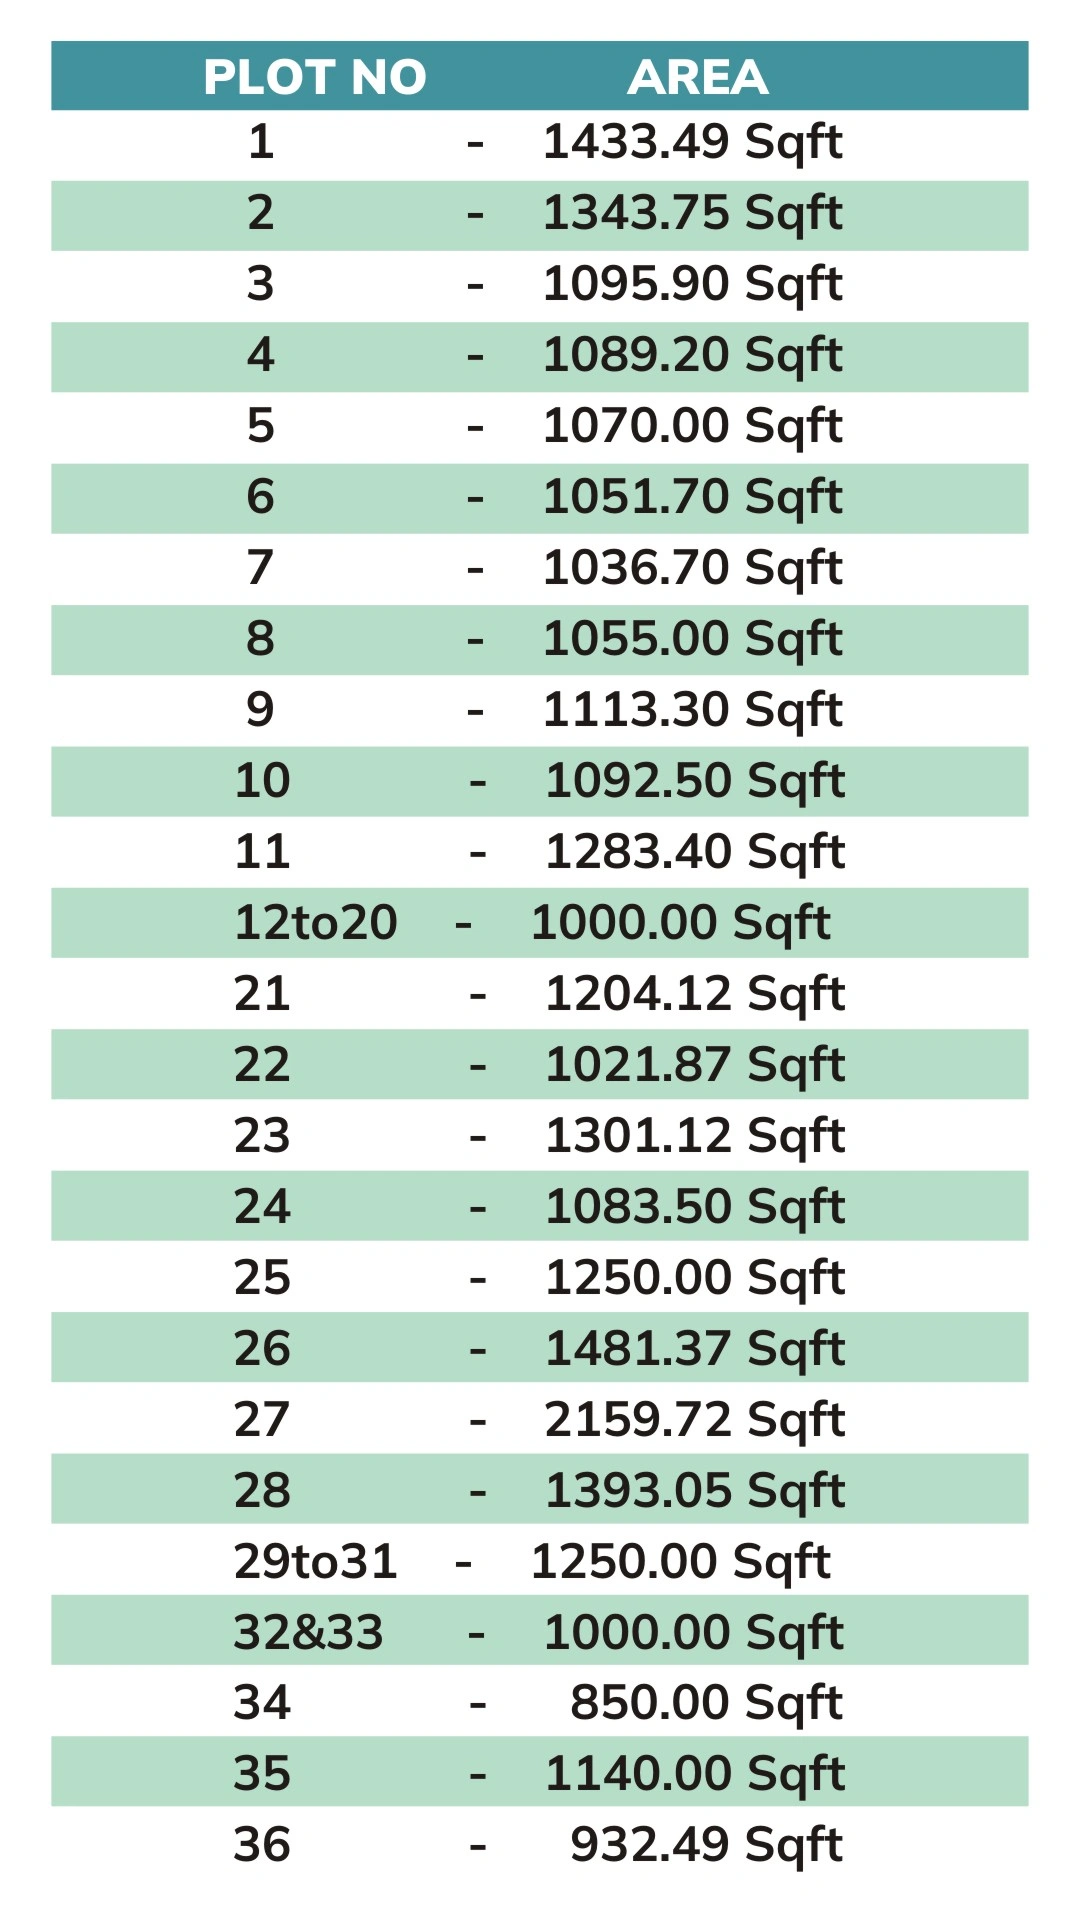 PLOT NO AREA
1 - 1433.49 Sqft
2 - 1343.75 Sqft
3 - 1095.90 Sqft
4 - 1089.20 Sqft
5 - 1070.00 Sqft
6 - 1051.70 Sqft
7 - 1036.70 Sqft
8 - 1055.00 Sqft
9 - 1113.30 Sqft
10 - 1092.50 Sqft
11 - 1283.40 Sqft
12to20 - 1000.00 Sqft
21 - 1204.12 Sqft
22 - 1021.87 Sqft
23 - 1301.12 Sqft
24 - 1083.50 Sqft
25 - 1250.00 Sqft
26 - 1481.37 Sqft
27 - 2159.72 Sqft
28 - 1393.05 Sqft
29to31 - 1250.00 Sqft
32&33 - 1000.00 Sqft
34 - 850.00 Sqft
35 - 1140.00 Sqft
36 - 932.49 Sqft